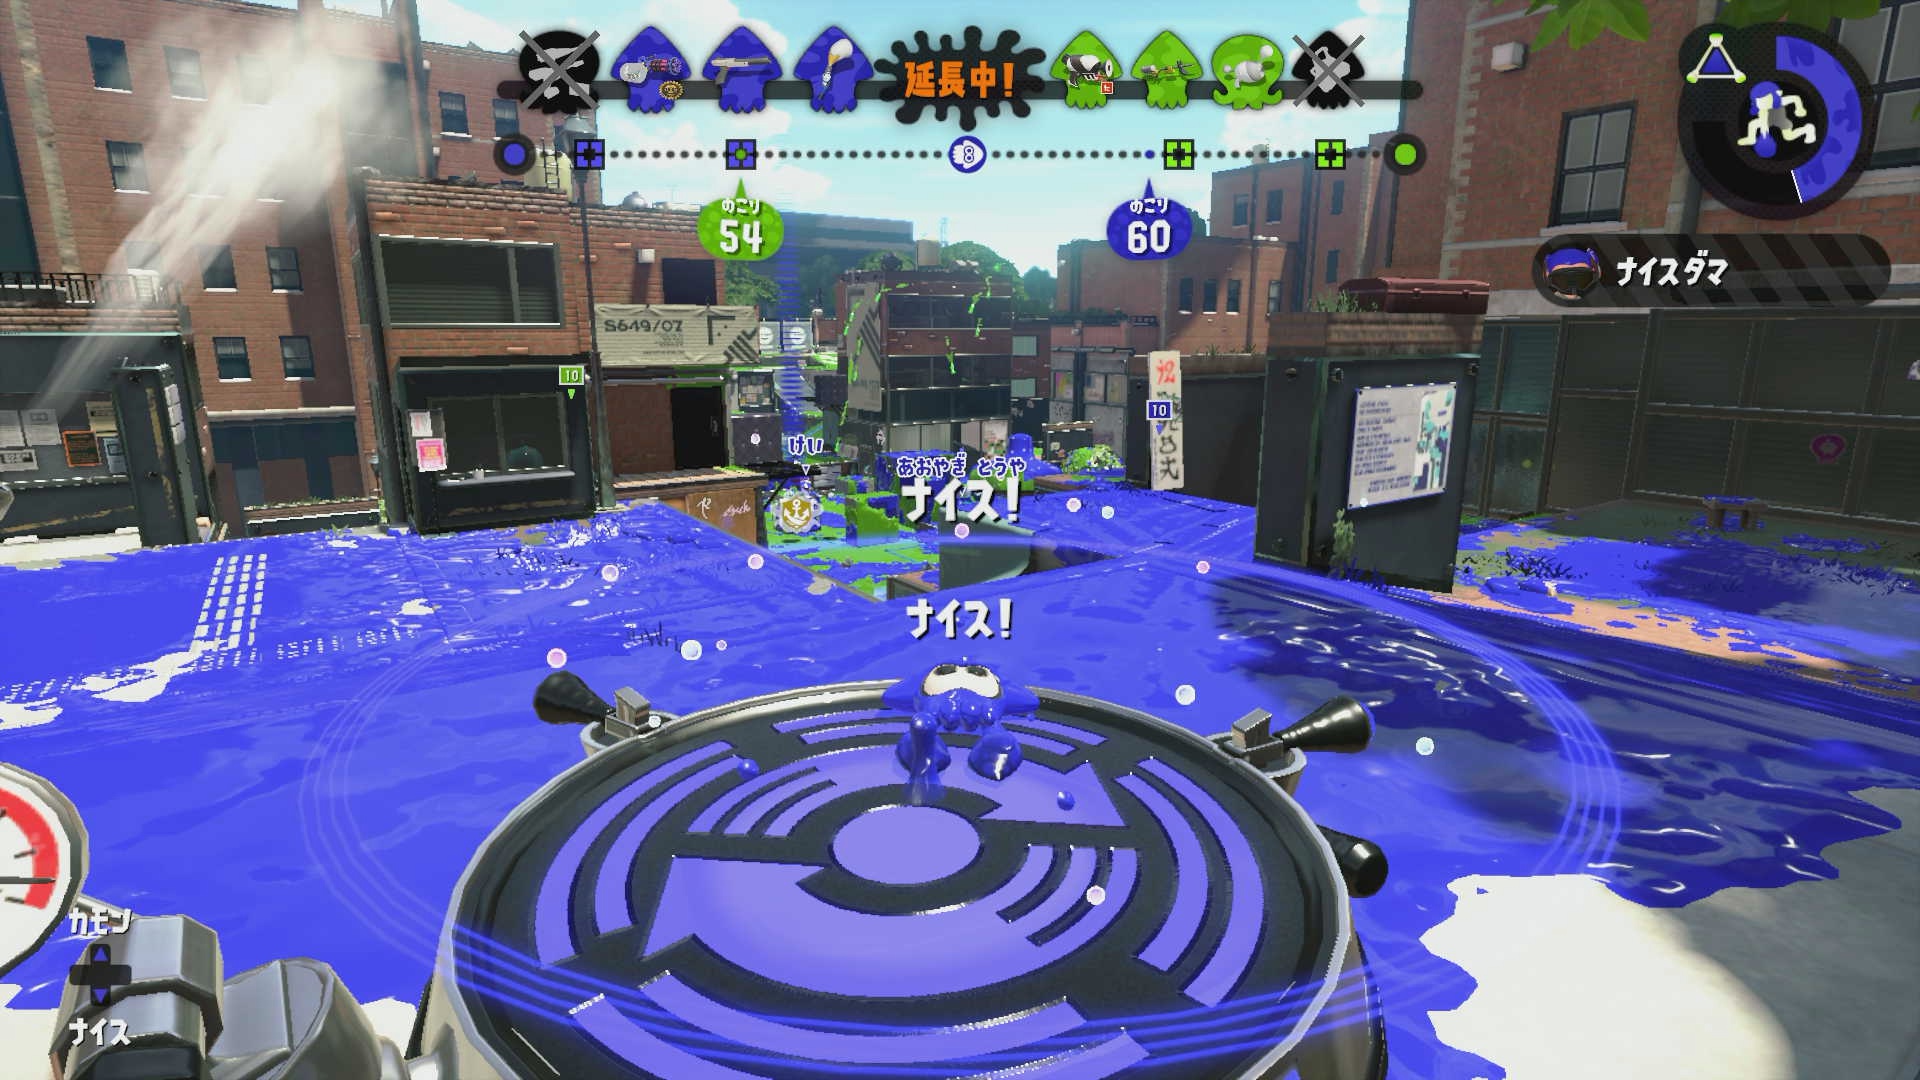 延長中!
8
のこり
54
のこり
60
ナイスダマ
S649/07
10
10
けい
あおやぎ とうや
ナイス!
ナイス!
カモン
ナイス